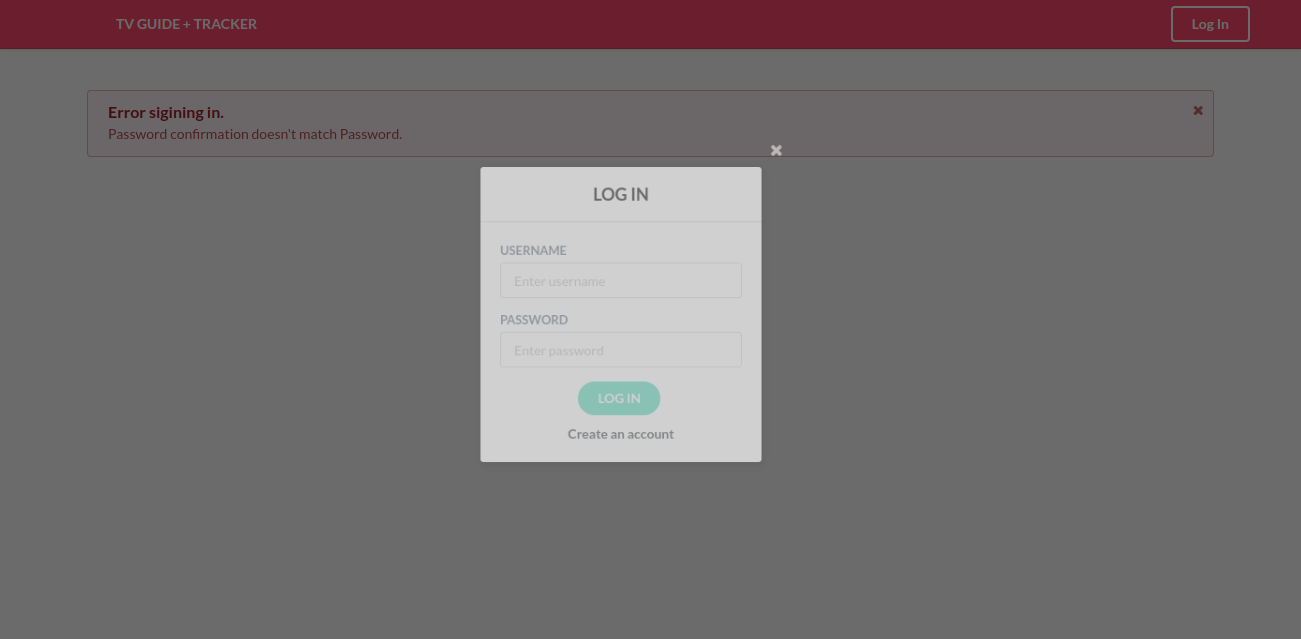 TV GUIDE + TRACKER
Log In
Error sigining in.
Password confirmation doesn't match Password.
LOG IN
USERNAME
Enter username
PASSWORD
Enter password
LOG IN
Create an account